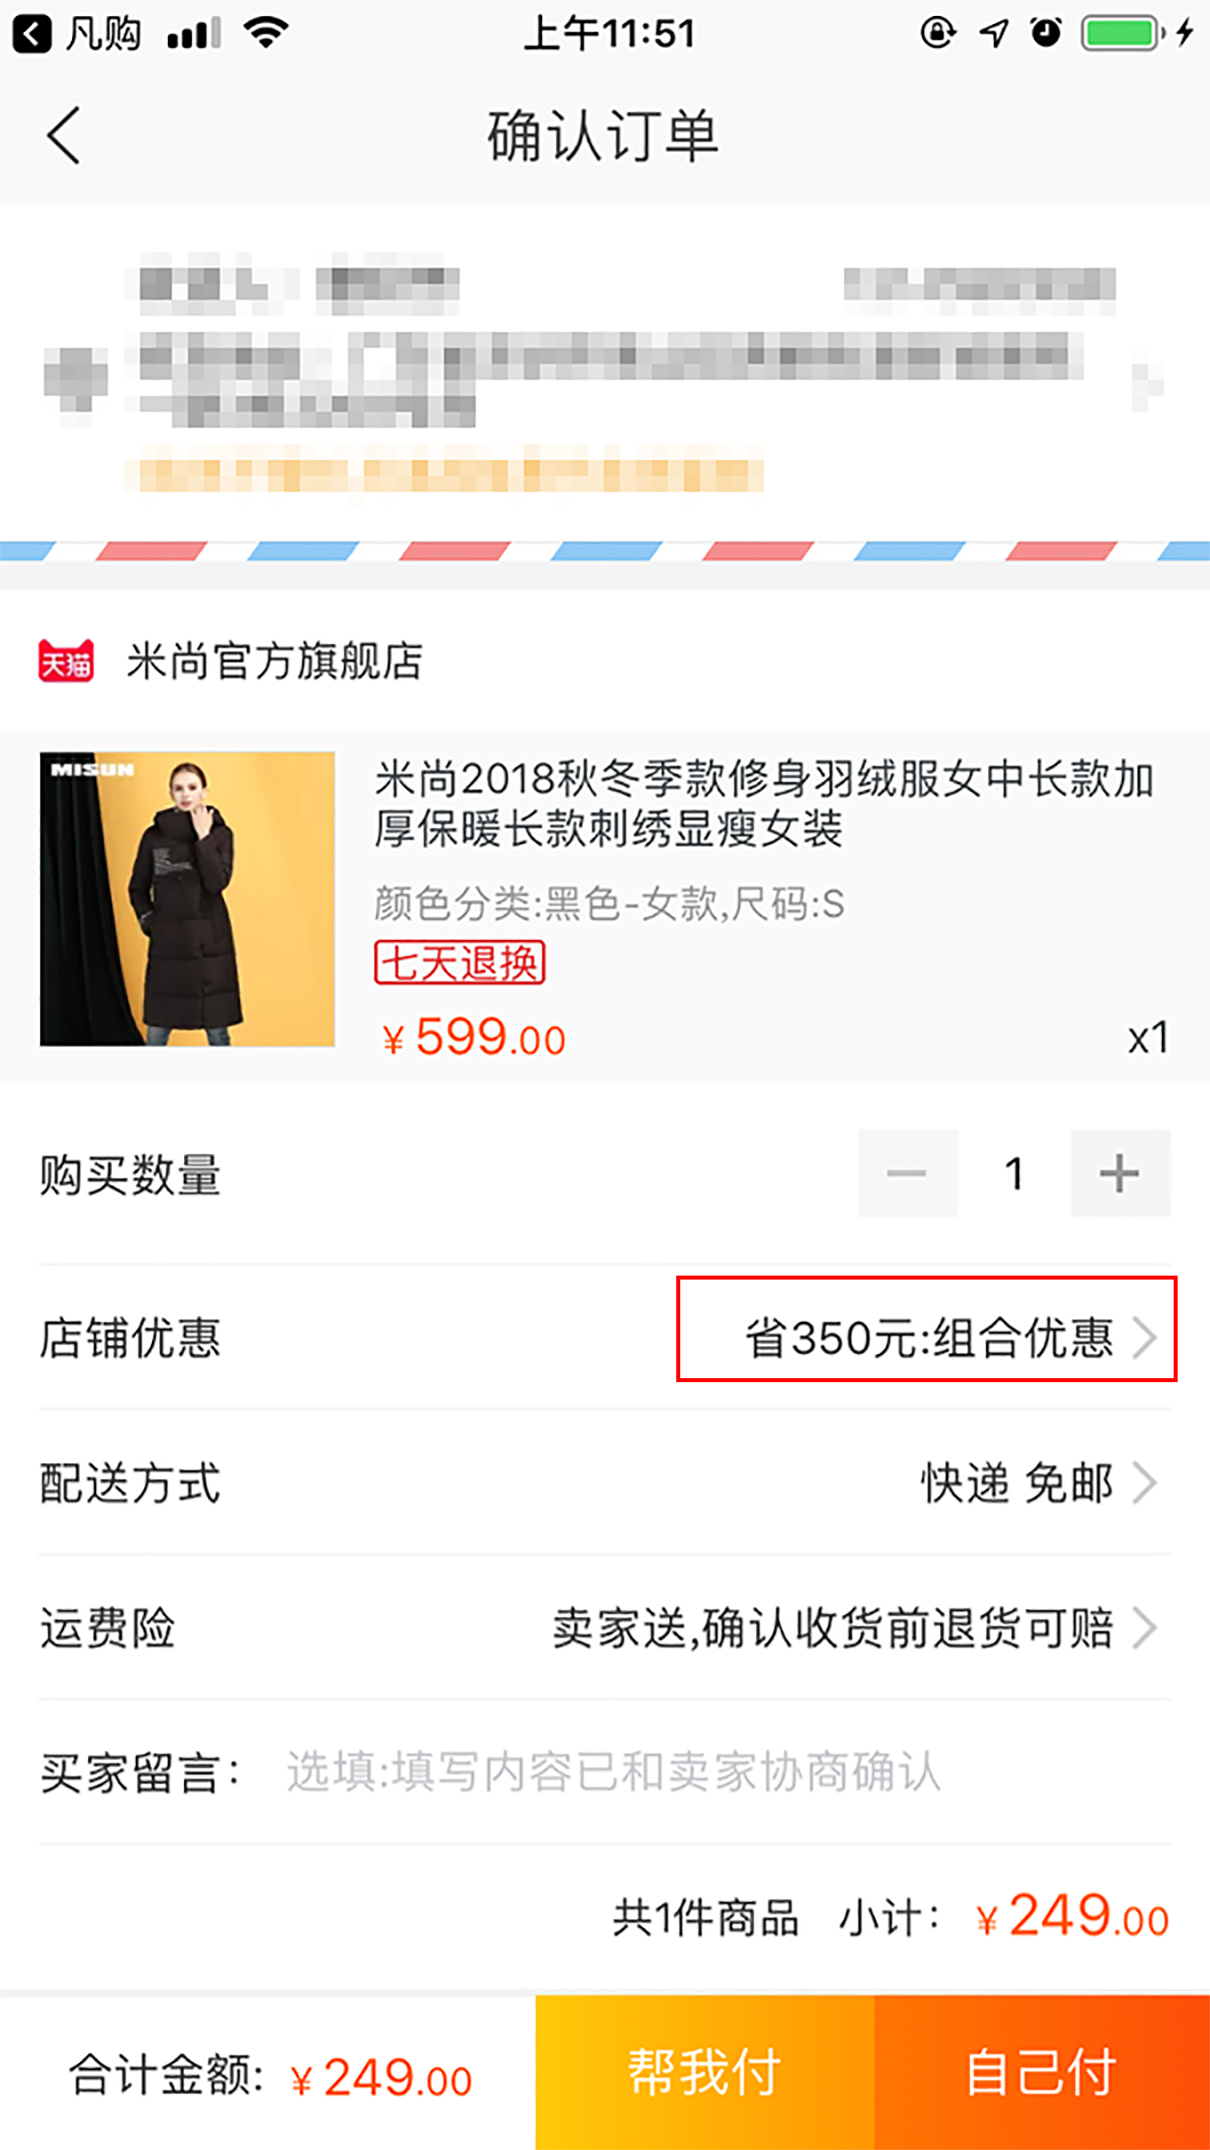 凡购
上午11:51
确认订单
天猫 米尚官方旗舰店
MISUN
米尚2018秋冬季款修身羽绒服女中长款加
厚保暖长款刺绣显瘦女装
颜色分类:黑色-女款,尺码:S
七天退换
¥599.00 x1
购买数量 1
店铺优惠 省350元:组合优惠
配送方式 快递 免邮
运费险 卖家送,确认收货前退货可赔
买家留言： 选填:填写内容已和卖家协商确认
共1件商品 小计： ¥249.00
合计金额: ¥249.00 帮我付 自己付